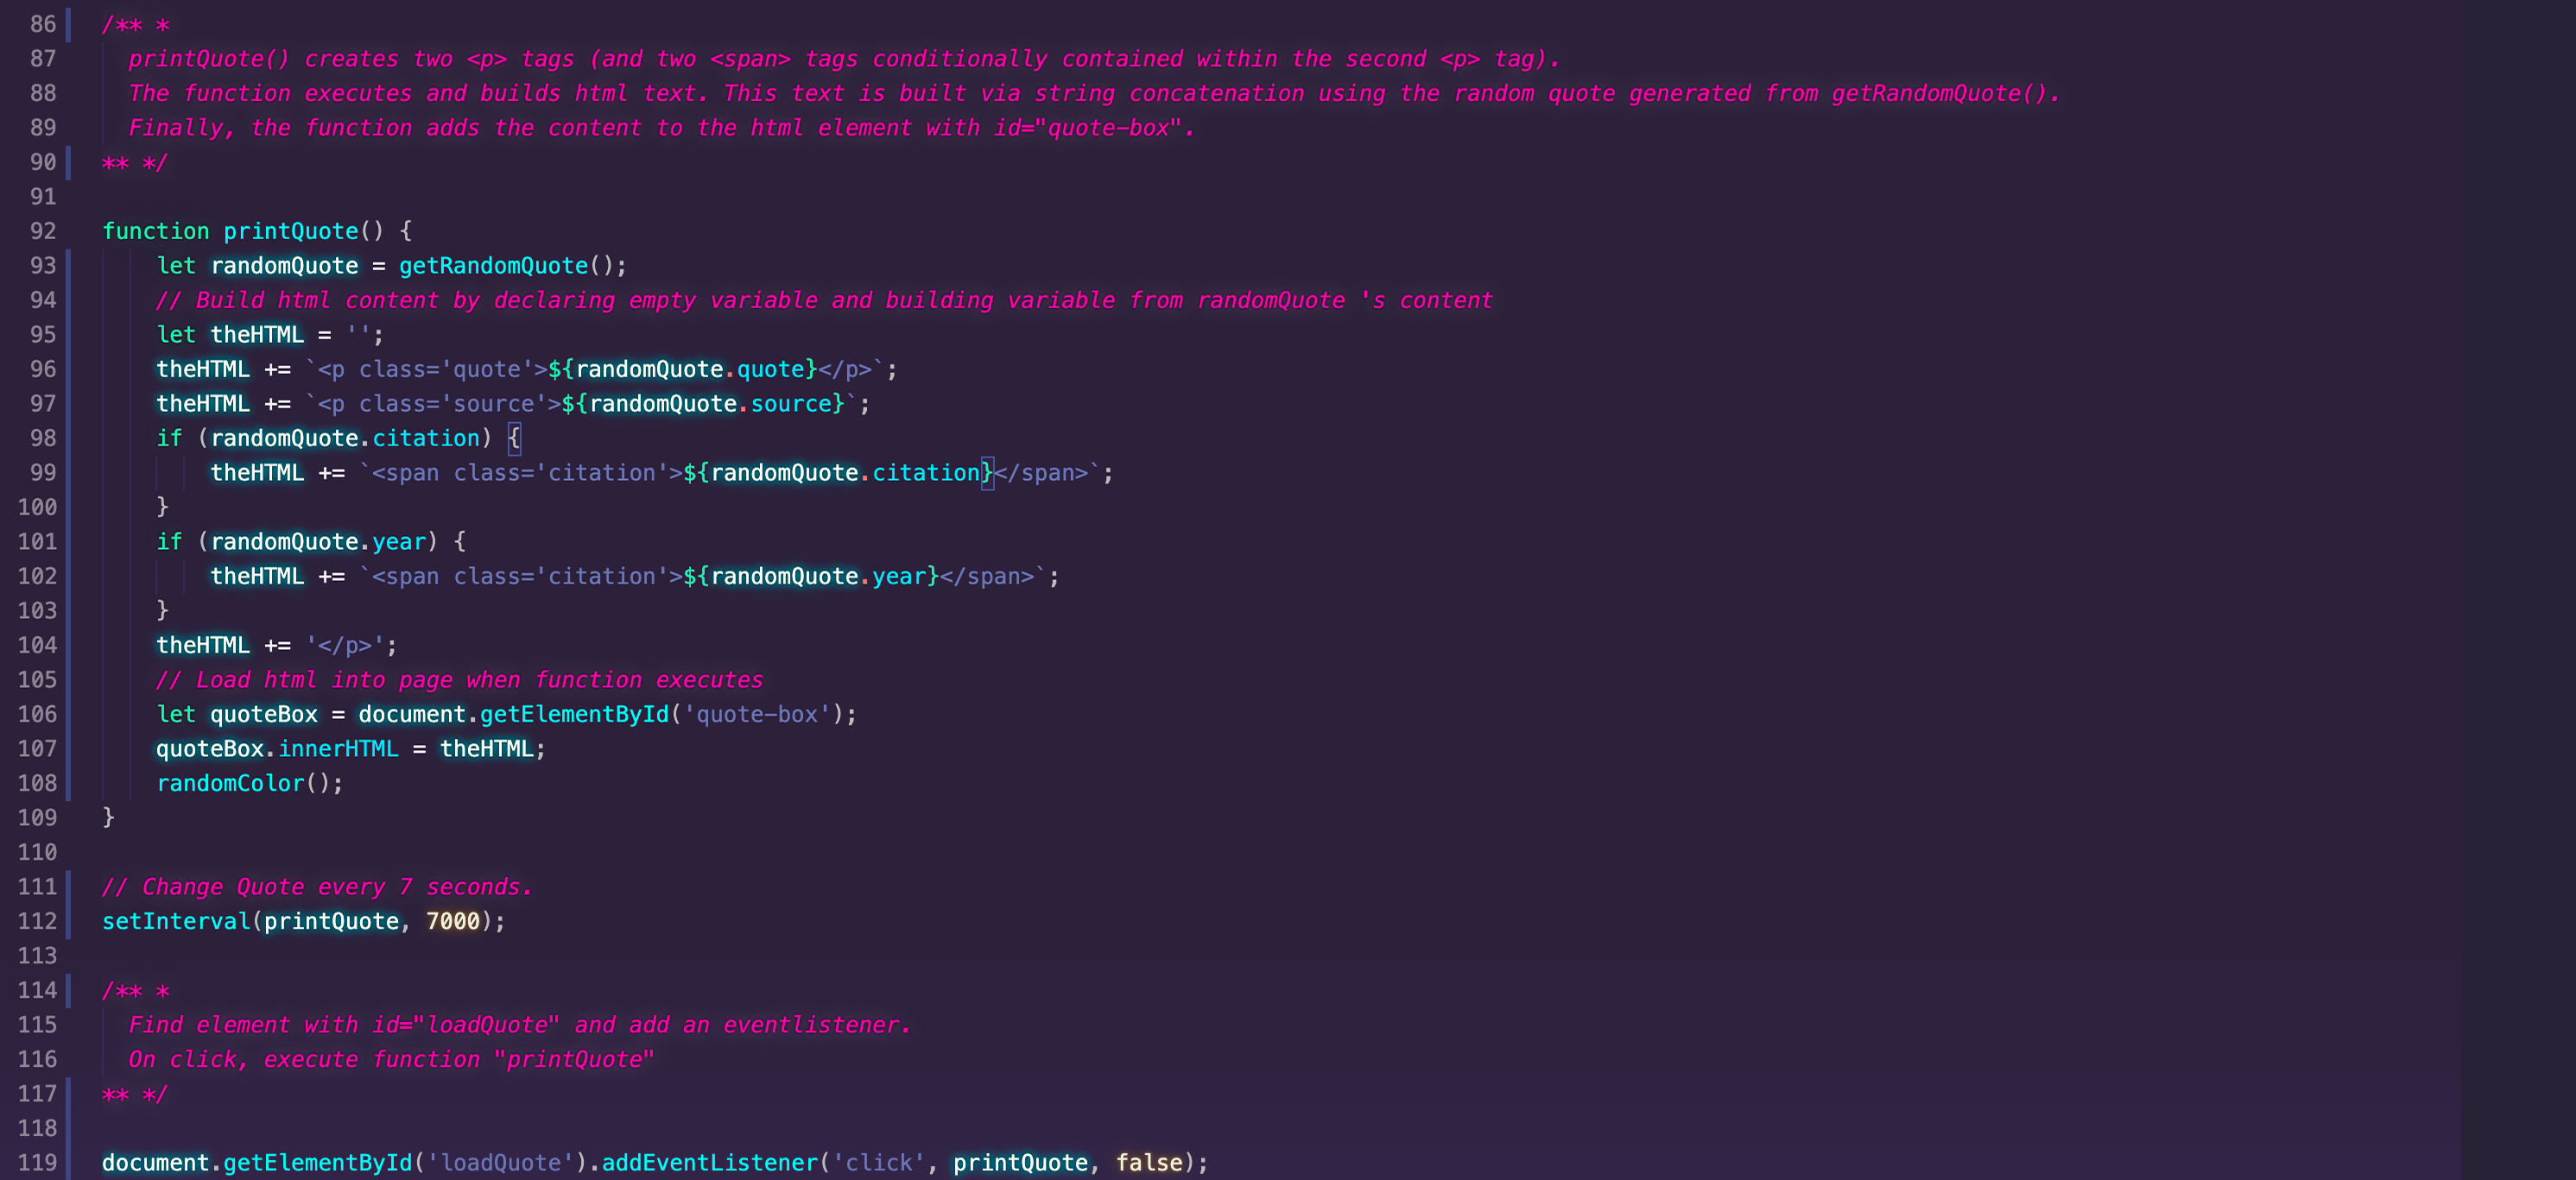 86 /** *
87 printQuote() creates two <p> tags (and two <span> tags conditionally contained within the second <p> tag).
88 The function executes and builds html text. This text is built via string concatenation using the random quote generated from getRandomQuote().
89 Finally, the function adds the content to the html element with id="quote-box".
90 ** */
91
92 function printQuote() {
93 let randomQuote = getRandomQuote();
94 // Build html content by declaring empty variable and building variable from randomQuote 's content
95 let theHTML = '';
96 theHTML += `<p class='quote'>${randomQuote.quote}</p>`;
97 theHTML += `<p class='source'>${randomQuote.source}`;
98 if (randomQuote.citation) {
99 theHTML += `<span class='citation'>${randomQuote.citation}</span>`;
100 }
101 if (randomQuote.year) {
102 theHTML += `<span class='citation'>${randomQuote.year}</span>`;
103 }
104 theHTML += '</p>';
105 // Load html into page when function executes
106 let quoteBox = document.getElementById('quote-box');
107 quoteBox.innerHTML = theHTML;
108 randomColor();
109 }
110
111 // Change Quote every 7 seconds.
112 setInterval(printQuote, 7000);
113
114 /** *
115 Find element with id="loadQuote" and add an eventlistener.
116 On click, execute function "printQuote"
117 ** */
118
119 document.getElementById('loadQuote').addEventListener('click', printQuote, false);